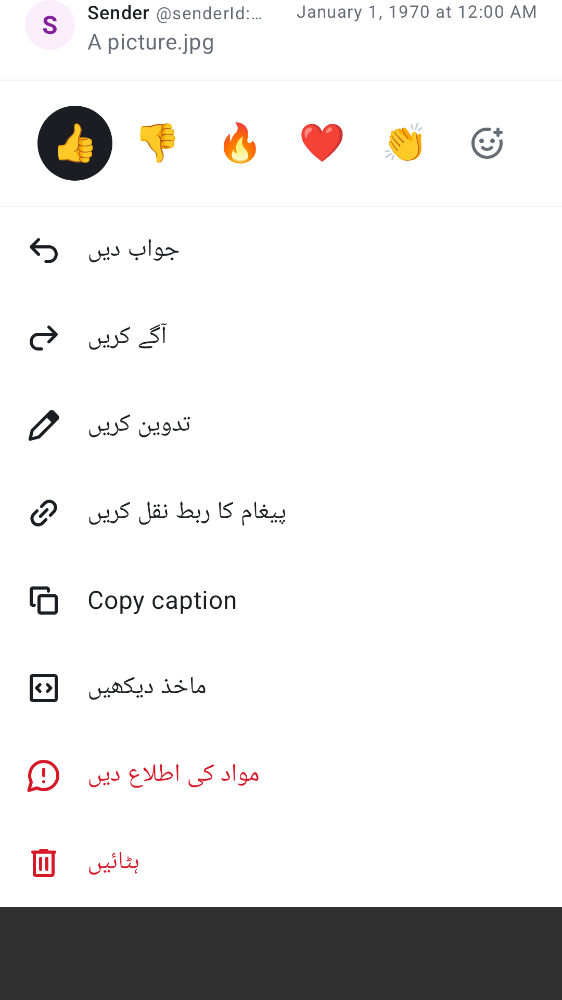 S
Sender @senderId:… January 1, 1970 at 12:00 AM
A picture.jpg
جواب دیں
آگے کریں
تدوین کریں
پیغام کا ربط نقل کریں
Copy caption
ماخذ دیکھیں
مواد کی اطلاع دیں
ہٹائیں